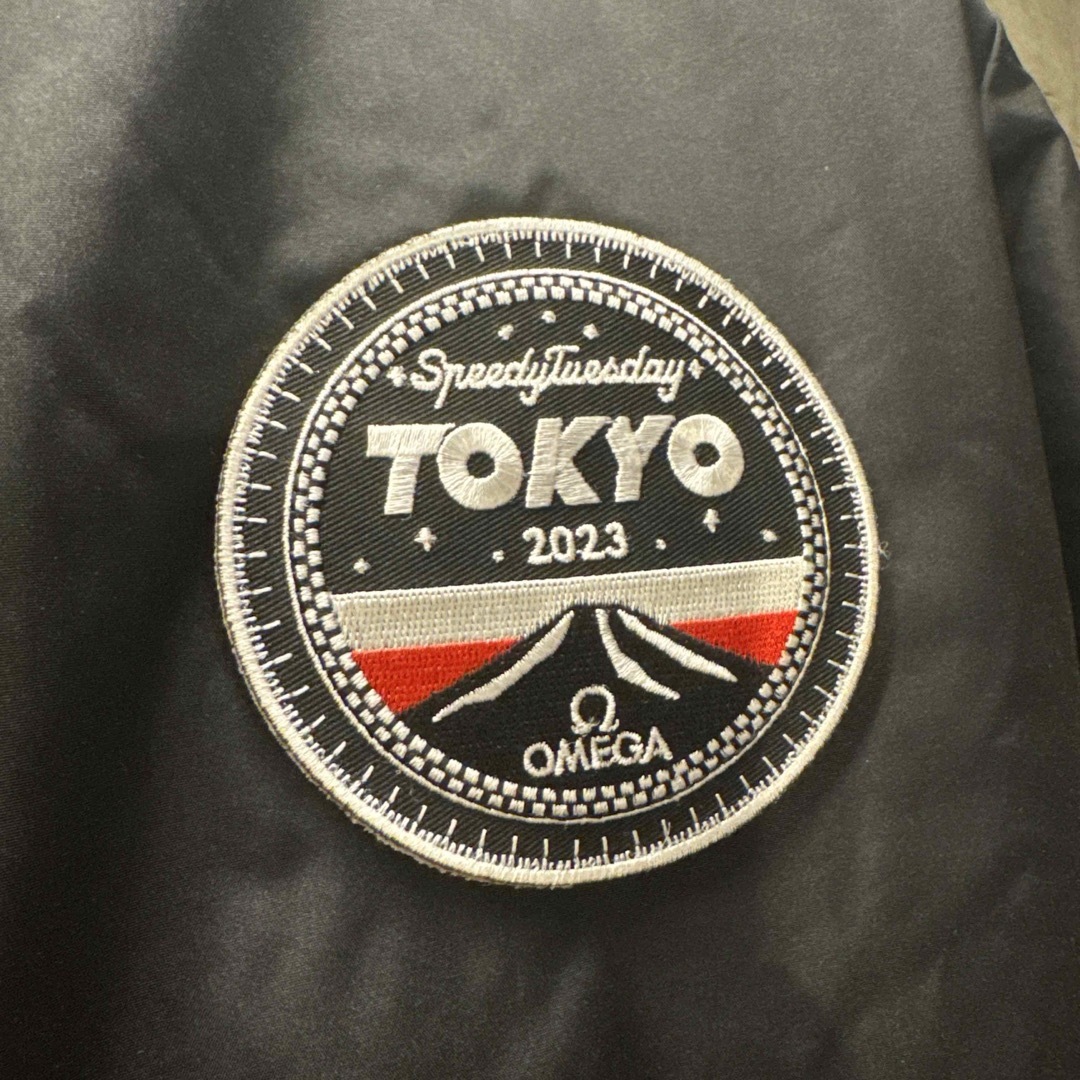 SpeedyTuesday
TOKYO
2023
Ω
OMEGA